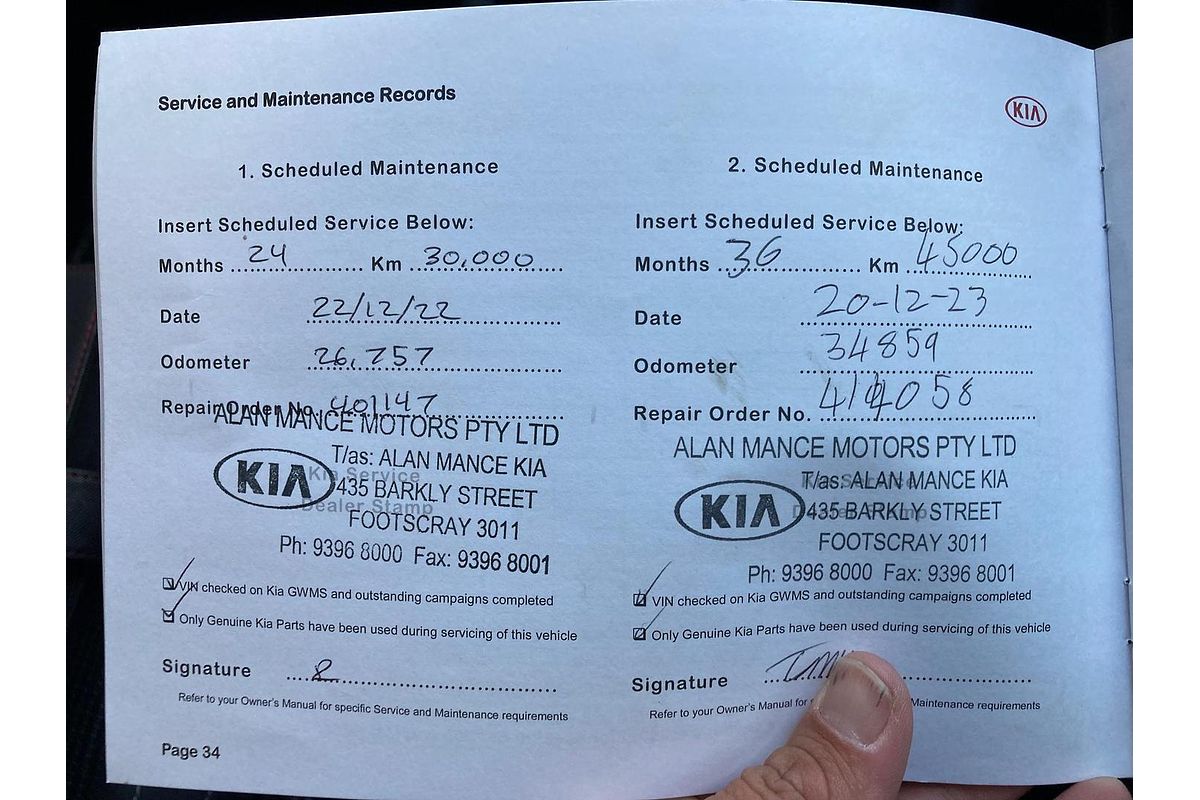 Service and Maintenance Records
KIA
1. Scheduled Maintenance
Insert Scheduled Service Below:
Months 24 Km 30,000
Date 22/12/22
Odometer 26,757
Repair Order No. 401147
Kia Service
Dealer Stamp
ALAN MANCE MOTORS PTY LTD
T/as: ALAN MANCE KIA
KIA
435 BARKLY STREET
FOOTSCRAY 3011
Ph: 9396 8000 Fax: 9396 8001
VIN checked on Kia GWMS and outstanding campaigns completed
Only Genuine Kia Parts have been used during servicing of this vehicle
Signature
Refer to your Owner's Manual for specific Service and Maintenance requirements
Page 34
2. Scheduled Maintenance
Insert Scheduled Service Below:
Months 36 Km 45000
Date 20-12-23
Odometer 34859
Repair Order No. 414058
ALAN MANCE MOTORS PTY LTD
T/as: ALAN MANCE KIA
KIA
435 BARKLY STREET
FOOTSCRAY 3011
Ph: 9396 8000 Fax: 9396 8001
VIN checked on Kia GWMS and outstanding campaigns completed
Only Genuine Kia Parts have been used during servicing of this vehicle
Signature
Refer to your Owner's Manual for Maintenance requirements